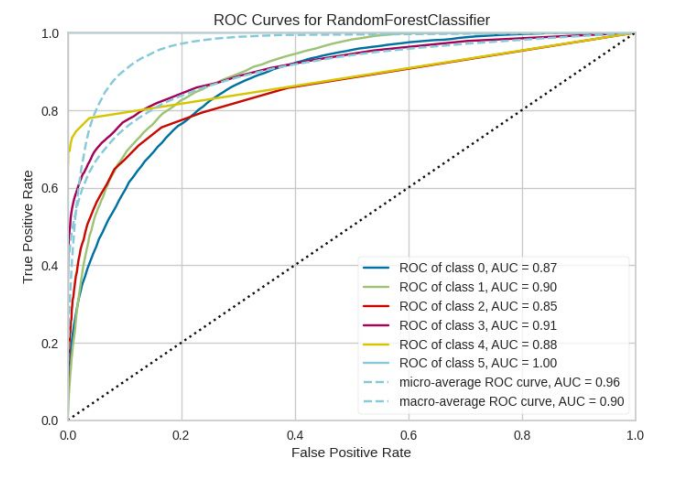 ROC Curves for RandomForestClassifier
1.0
0.8
0.6
0.4
0.2
0.0
True Positive Rate
ROC of class 0, AUC = 0.87
ROC of class 1, AUC = 0.90
ROC of class 2, AUC = 0.85
ROC of class 3, AUC = 0.91
ROC of class 4, AUC = 0.88
ROC of class 5, AUC = 1.00
micro-average ROC curve, AUC = 0.96
macro-average ROC curve, AUC = 0.90
0.0 0.2 0.4 0.6 0.8 1.0
False Positive Rate